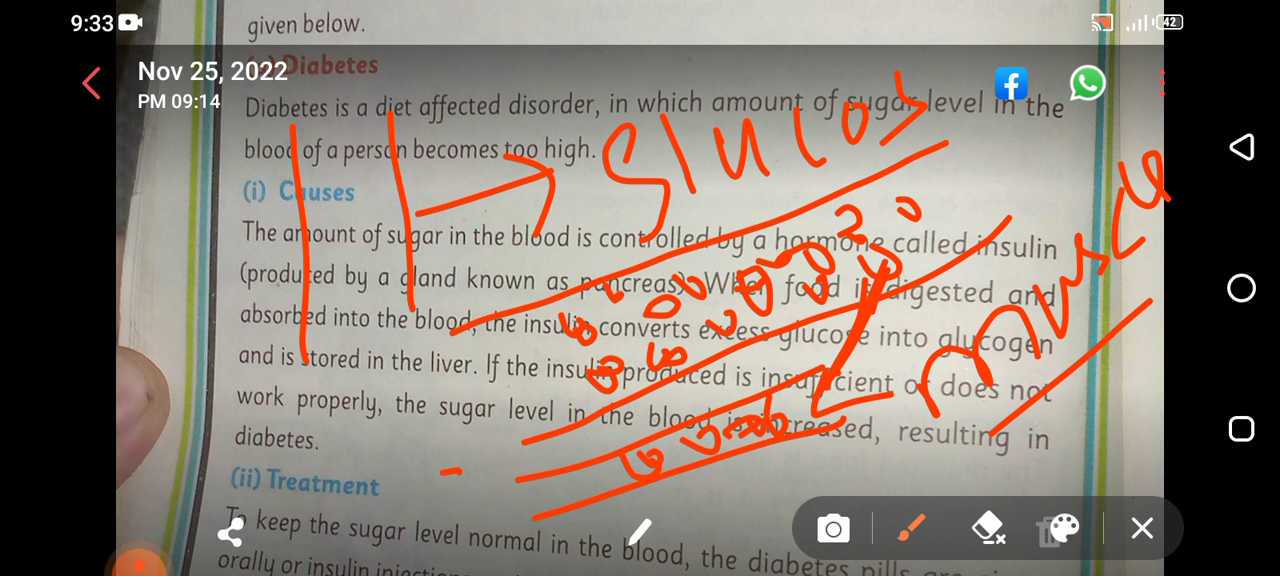 9:33
42
given below.
Diabetes
Nov 25, 2022
PM 09:14
Diabetes is a diet affected disorder, in which amount of sugar level in the
blood of a person becomes too high.
Glucos
(i) Causes
The amount of sugar in the blood is controlled by a hormone called insulin
(produced by a gland known as pancreas). When food is digested and
absorbed into the blood, the insulin converts excess glucose into glycogen
and is stored in the liver. If the insulin produced is insufficient or does not
work properly, the sugar level in the blood is increased, resulting in
diabetes.
muscle
(ii) Treatment
To keep the sugar level normal in the blood, the diabetes pills are
orally or insulin